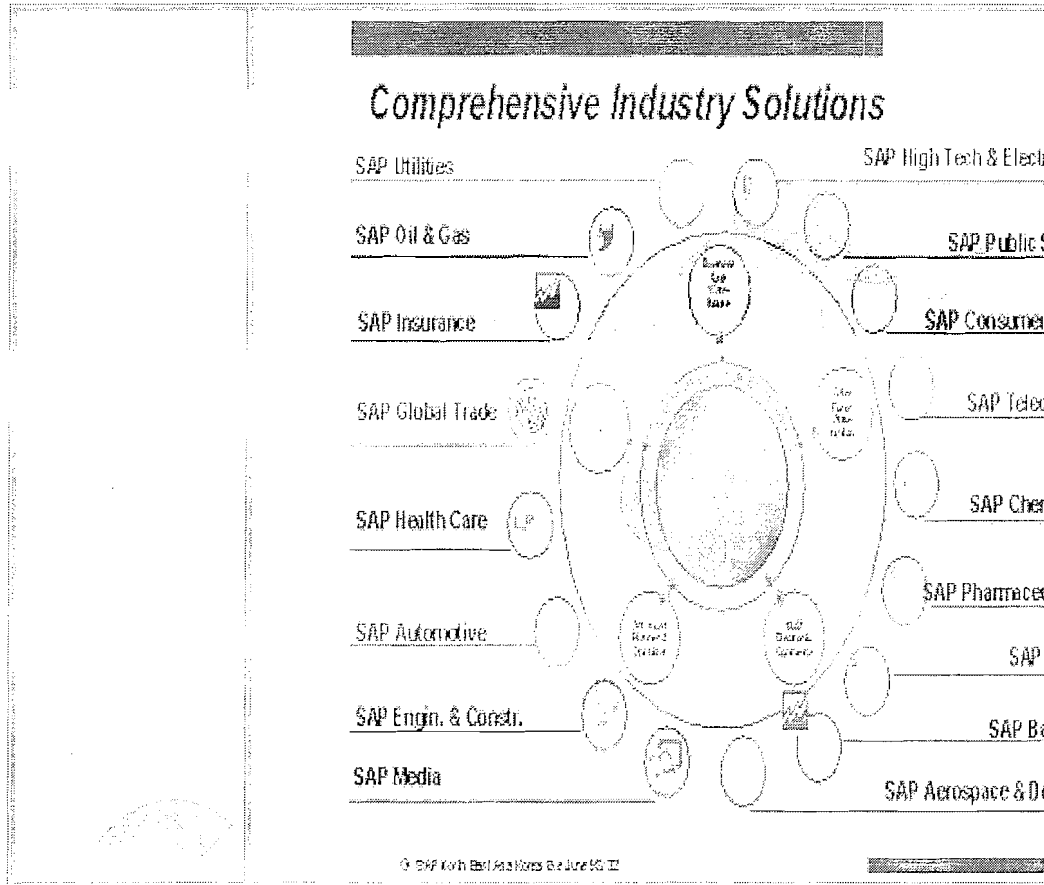 Comprehensive Industry Solutions
SAP Utilities
SAP Oil & Gas
SAP Insurance
SAP Global Trade
SAP Health Care
SAP Automotive
SAP Engin. & Constr.
SAP Media
SAP High Tech & Elect
SAP Public S
SAP Consumer
SAP Telec
SAP Chem
SAP Pharmaceu
SAP
SAP Ba
SAP Aerospace & De